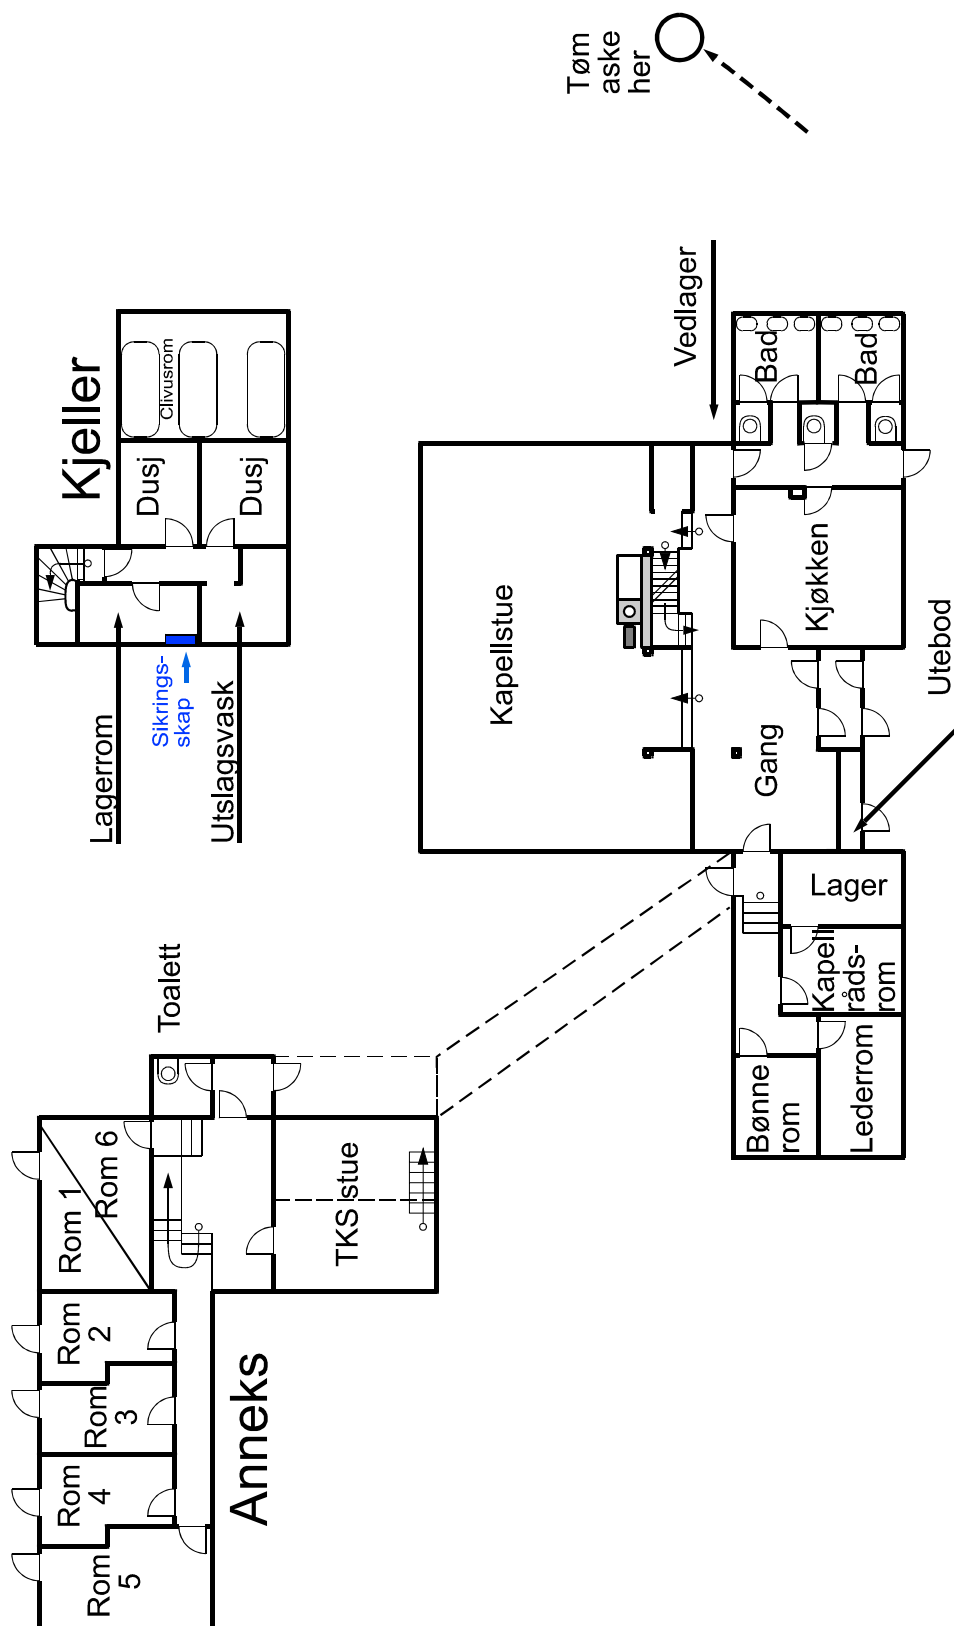 Tøm
aske
her
Kjeller
Clivusrom
Dusj
Dusj
Lagerrom
Sikrings-
skap
Utslagsvask
Vedlager
Bad
Bad
Kapellstue
Kjøkken
Gang
Utebod
Lager
Kapell
råds-
rom
Lederrom
Bønne
rom
Toalett
Rom 1
Rom 6
TKS stue
Rom
2
Rom
3
Rom
4
Rom
5
Anneks